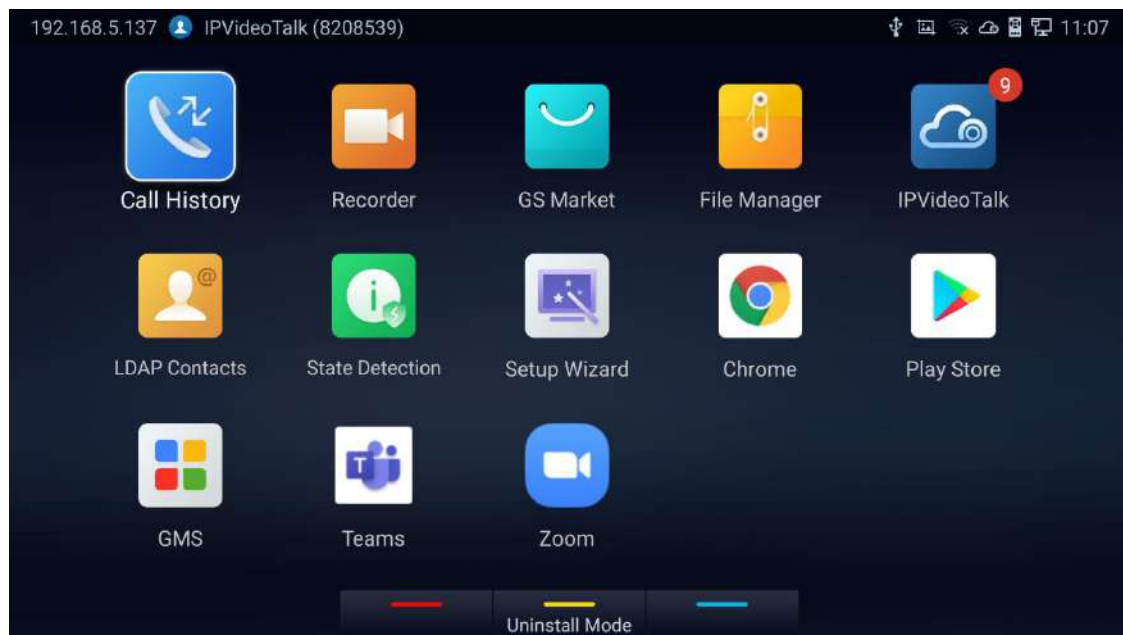 192.168.5.137 IPVideoTalk (8208539) 11:07
9
Call History Recorder GS Market File Manager IPVideoTalk
@
i
LDAP Contacts State Detection Setup Wizard Chrome Play Store
T
GMS Teams Zoom
Uninstall Mode